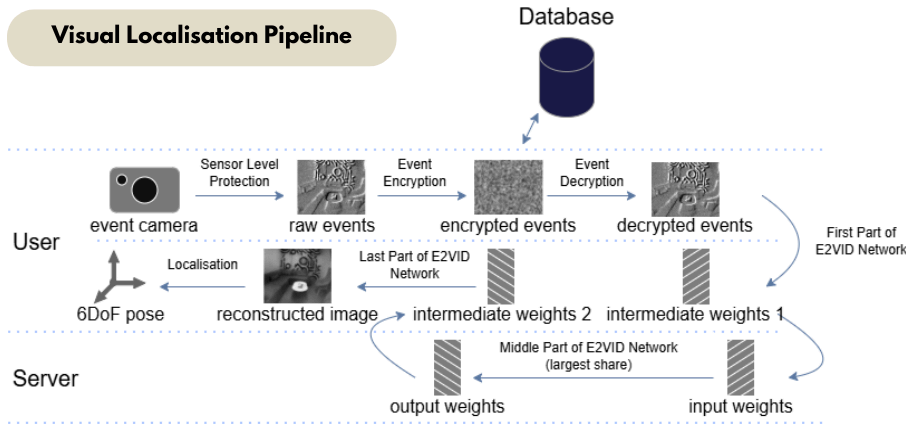 Visual Localisation Pipeline
Database
Sensor Level
Protection
Event
Encryption
Event
Decryption
event camera
raw events
encrypted events
decrypted events
User
First Part of
E2VID Network
Localisation
Last Part of E2VID
Network
6DoF pose
reconstructed image
intermediate weights 2
intermediate weights 1
Server
Middle Part of E2VID Network
(largest share)
output weights
input weights